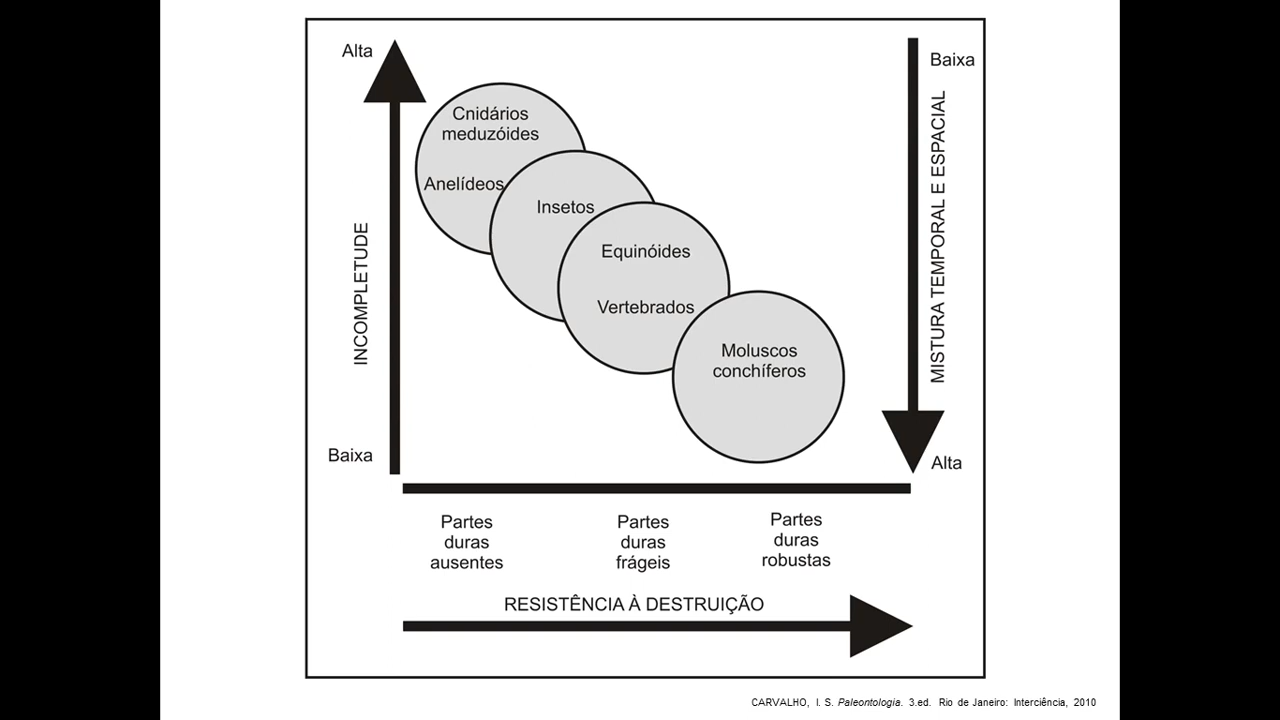 Alta
Baixa
Cnidários
meduzóides
Anelídeos
Insetos
Equinóides
Vertebrados
Moluscos
conchíferos
INCOMPLETUDE
MISTURA TEMPORAL E ESPACIAL
Baixa
Alta
Partes
duras
ausentes
Partes
duras
frágeis
Partes
duras
robustas
RESISTÊNCIA À DESTRUIÇÃO
CARVALHO, I. S. Paleontologia. 3.ed. Rio de Janeiro: Interciência, 2010